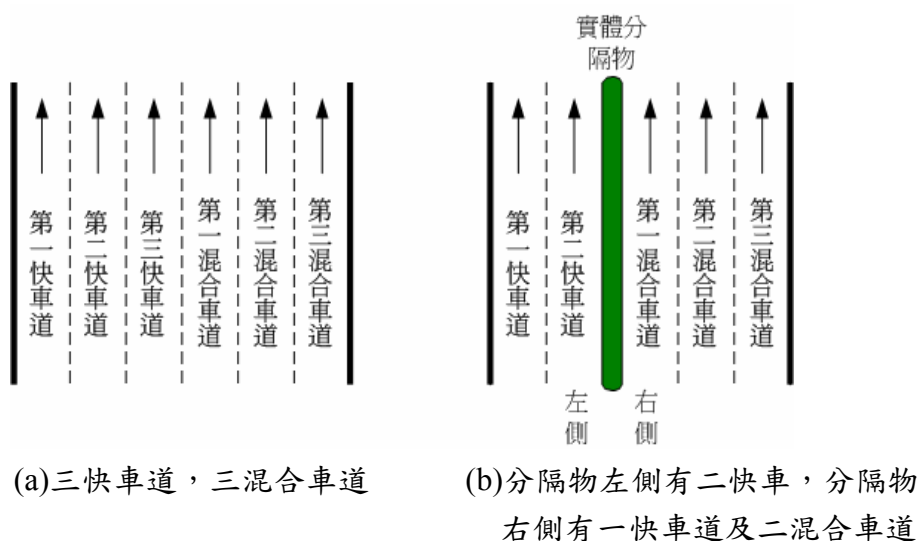 第一快車道
第二快車道
第三快車道
第一混合車道
第二混合車道
第三混合車道
(a)三快車道，三混合車道
實體分
隔物
第一快車道
第二快車道
第一混合車道
第二混合車道
第三混合車道
左側
右側
(b)分隔物左側有二快車，分隔物
右側有一快車道及二混合車道